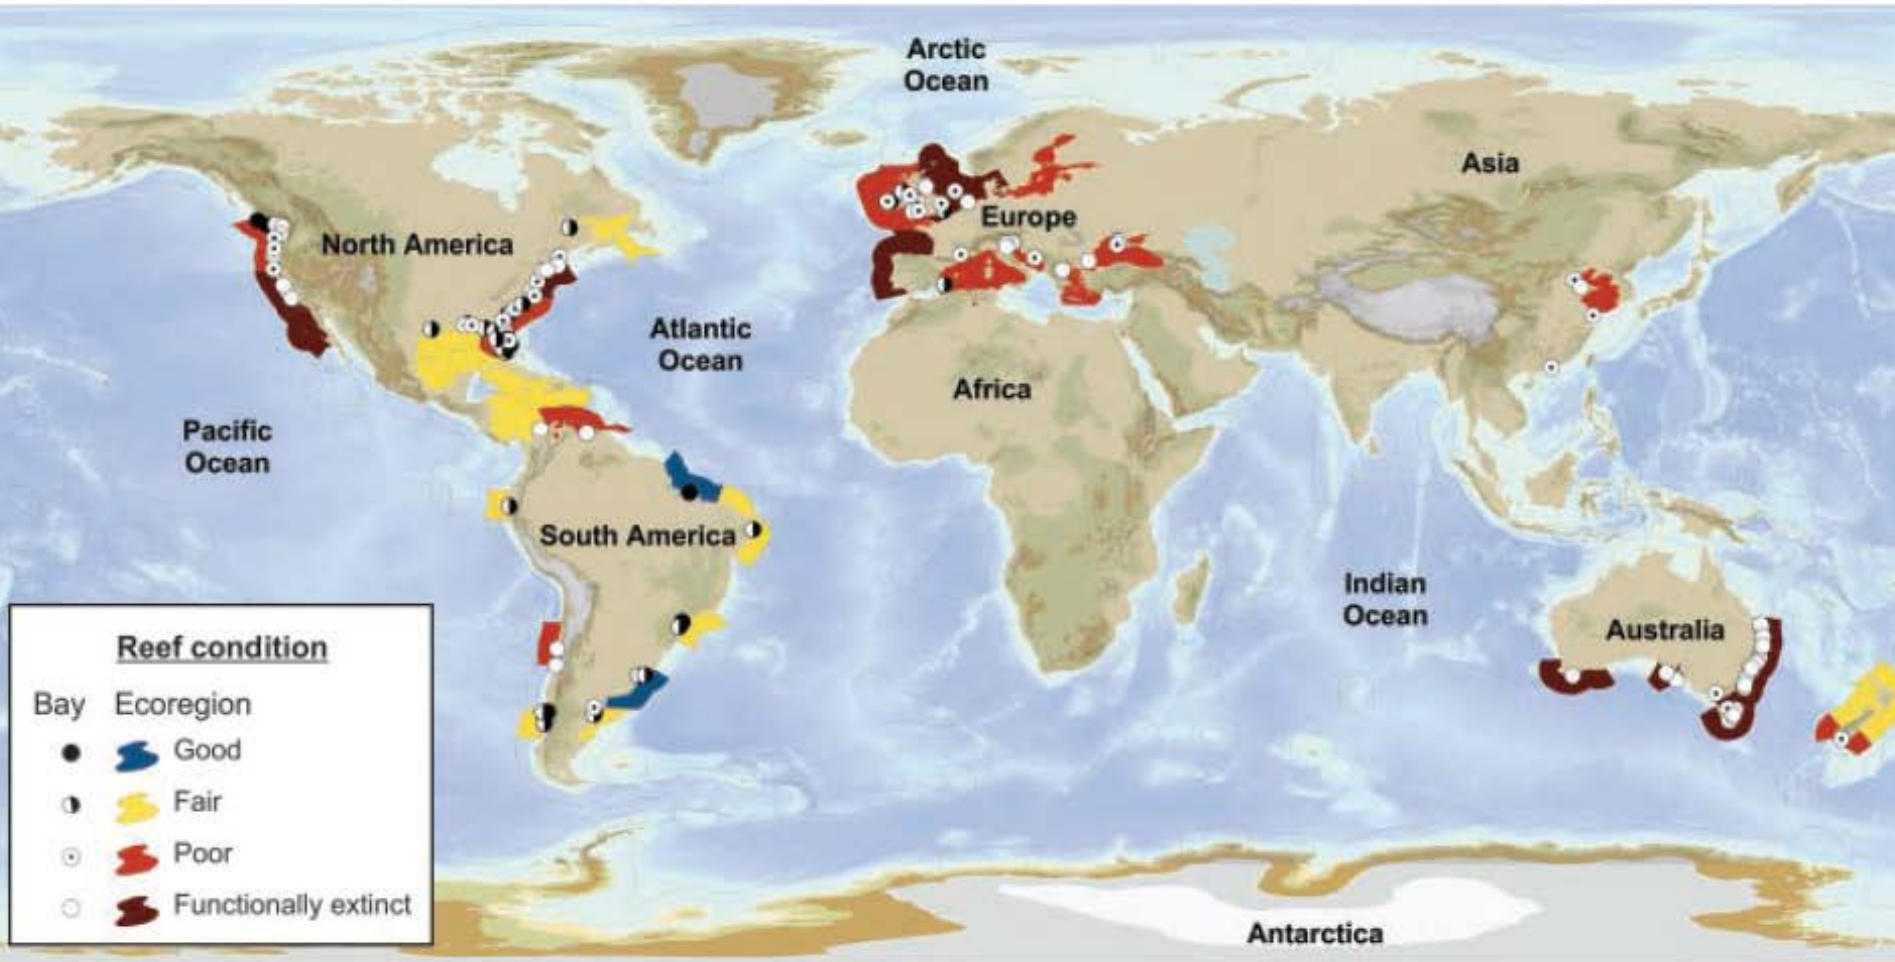 Arctic
Ocean
Asia
Europe
North America
Atlantic
Ocean
Africa
Pacific
Ocean
South America
Indian
Ocean
Australia
Reef condition
Bay Ecoregion
Good
Fair
Poor
Functionally extinct
Antarctica